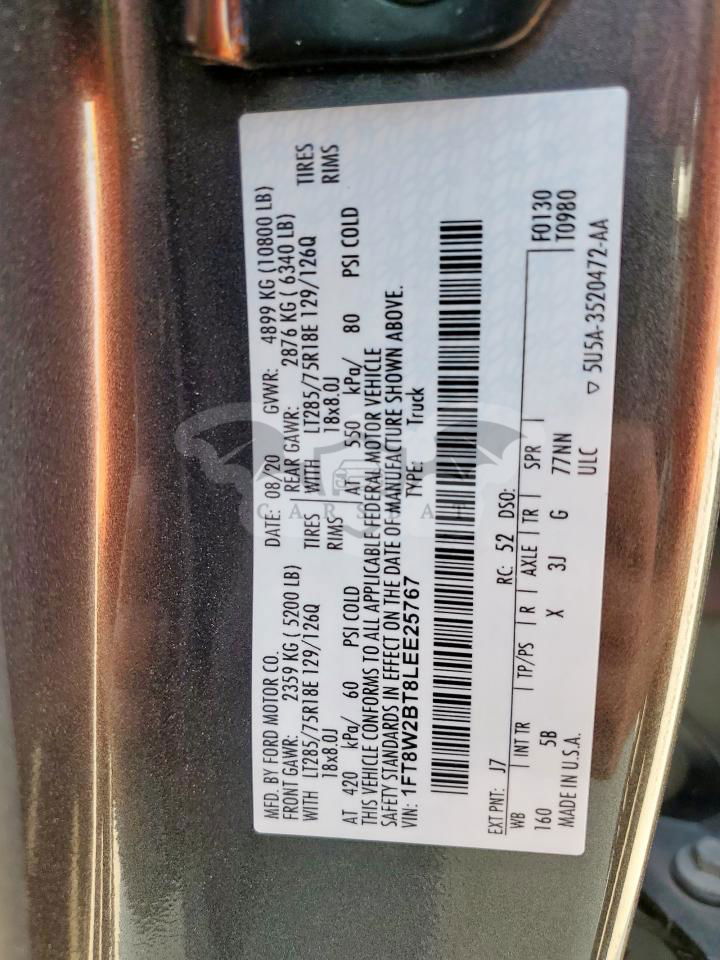 MFD. BY FORD MOTOR CO.
DATE: 08/20 GVWR: 4899 KG (10800 LB)
FRONT GAWR: 2359 KG ( 5200 LB) REAR GAWR: 2876 KG ( 6340 LB)
WITH LT285/75R18E 129/126Q TIRES WITH LT285/75R18E 129/126Q TIRES
18x8.0J RIMS 18x8.0J RIMS
AT 420 kPa/ 60 PSI COLD AT 550 kPa/ 80 PSI COLD
THIS VEHICLE CONFORMS TO ALL APPLICABLE FEDERAL MOTOR VEHICLE
SAFETY STANDARDS IN EFFECT ON THE DATE OF MANUFACTURE SHOWN ABOVE.
VIN: 1FT8W2BT8LEE25767 TYPE: Truck
EXT PNT: J7 RC: 52 DSO: F0130
WB INT TR TP/PS R AXLE TR SPR T0980
160 5B X 3J G 77NN
MADE IN U.S.A. ULC
▽ 5U5A-3520472-AA